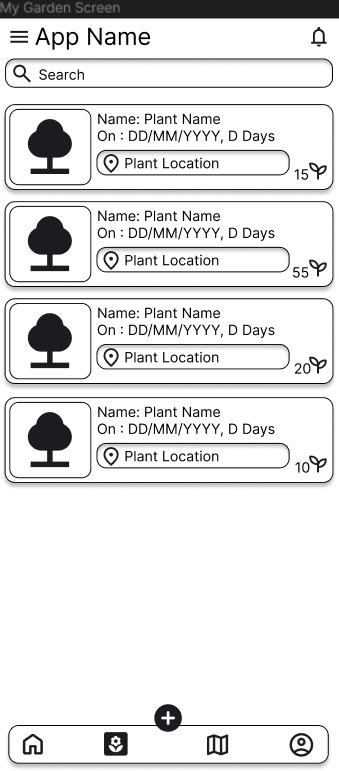 My Garden Screen
App Name
Search
Name: Plant Name
On : DD/MM/YYYY, D Days
Plant Location
15
Name: Plant Name
On : DD/MM/YYYY, D Days
Plant Location
55
Name: Plant Name
On : DD/MM/YYYY, D Days
Plant Location
20
Name: Plant Name
On : DD/MM/YYYY, D Days
Plant Location
10